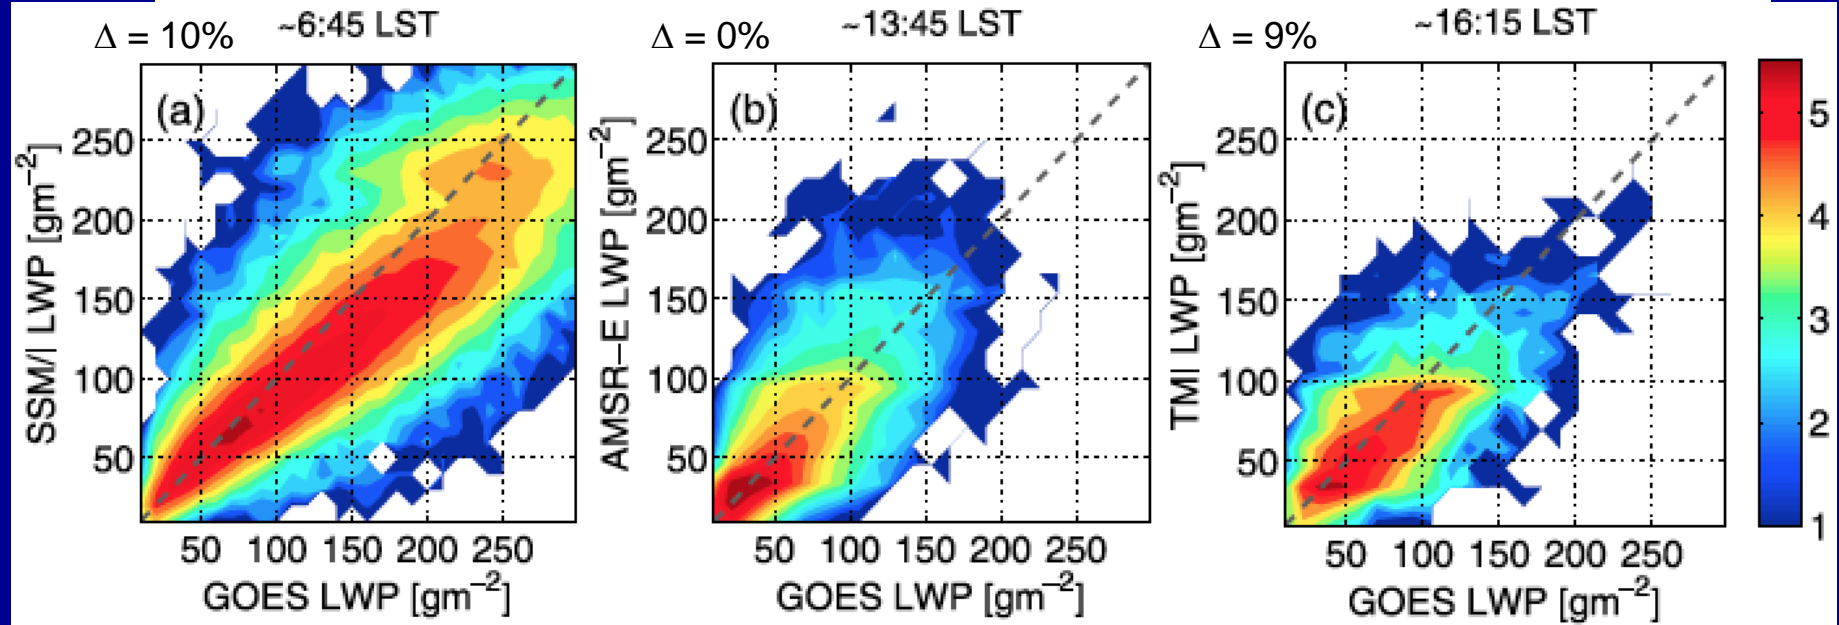 Δ = 10%
~6:45 LST
Δ = 0%
~13:45 LST
Δ = 9%
~16:15 LST
(a)
(b)
(c)
SSM/I LWP [gm⁻²]
250
200
150
100
50
50 100 150 200 250
GOES LWP [gm⁻²]
AMSR–E LWP [gm⁻²]
250
200
150
100
50
50 100 150 200 250
GOES LWP [gm⁻²]
TMI LWP [gm⁻²]
250
200
150
100
50
50 100 150 200 250
GOES LWP [gm⁻²]
5
4
3
2
1